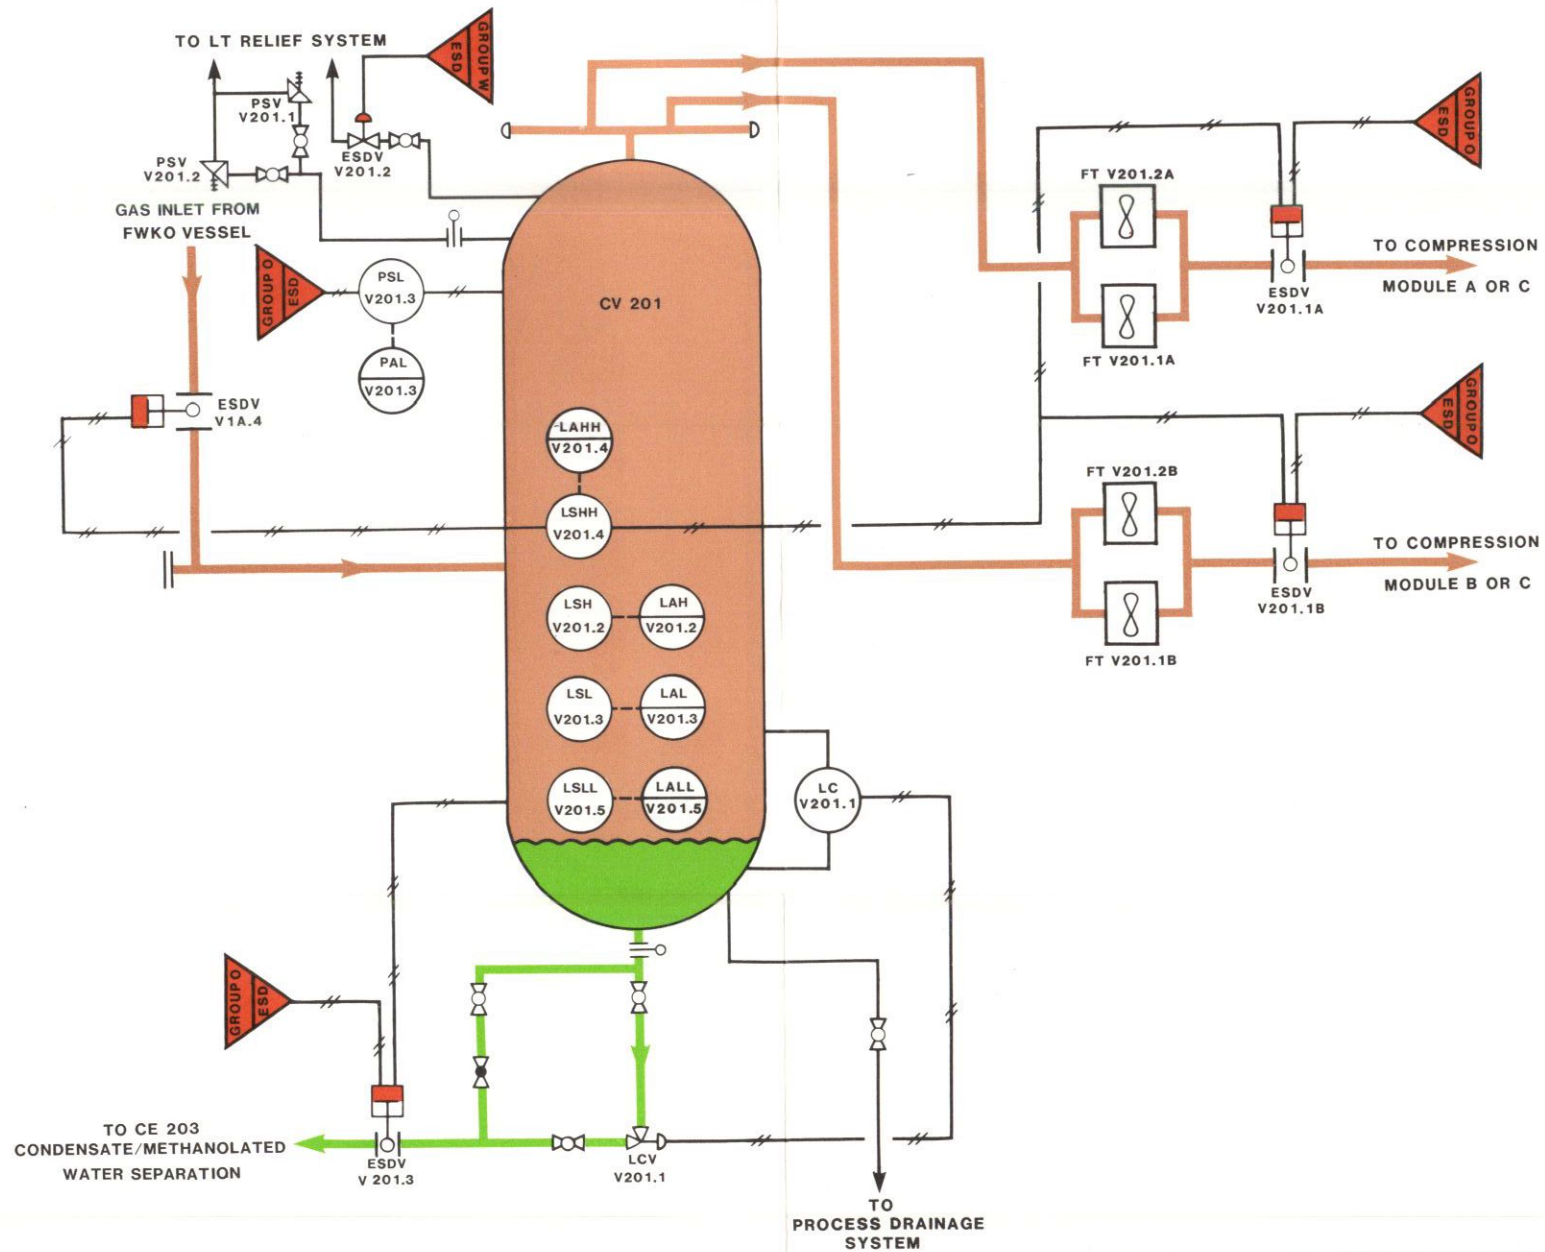 TO LT RELIEF SYSTEM
GROUP W
ESD
PSV
V201.1
ESDV
V201.2
PSV
V201.2
GAS INLET FROM
FWKO VESSEL
GROUP O
ESD
PSL
V201.3
PAL
V201.3
ESDV
V1A.4
CV 201
LAHH
V201.4
LSHH
V201.4
LSH
V201.2
LAH
V201.2
LSL
V201.3
LAL
V201.3
LSLL
V201.5
LALL
V201.5
LC
V201.1
GROUP O
ESD
FT V201.2A
FT V201.1A
ESDV
V201.1A
TO COMPRESSION
MODULE A OR C
GROUP O
ESD
FT V201.2B
FT V201.1B
ESDV
V201.1B
TO COMPRESSION
MODULE B OR C
GROUP O
ESD
TO CE 203
CONDENSATE/METHANOLATED
WATER SEPARATION
ESDV
V 201.3
LCV
V201.1
TO
PROCESS DRAINAGE
SYSTEM